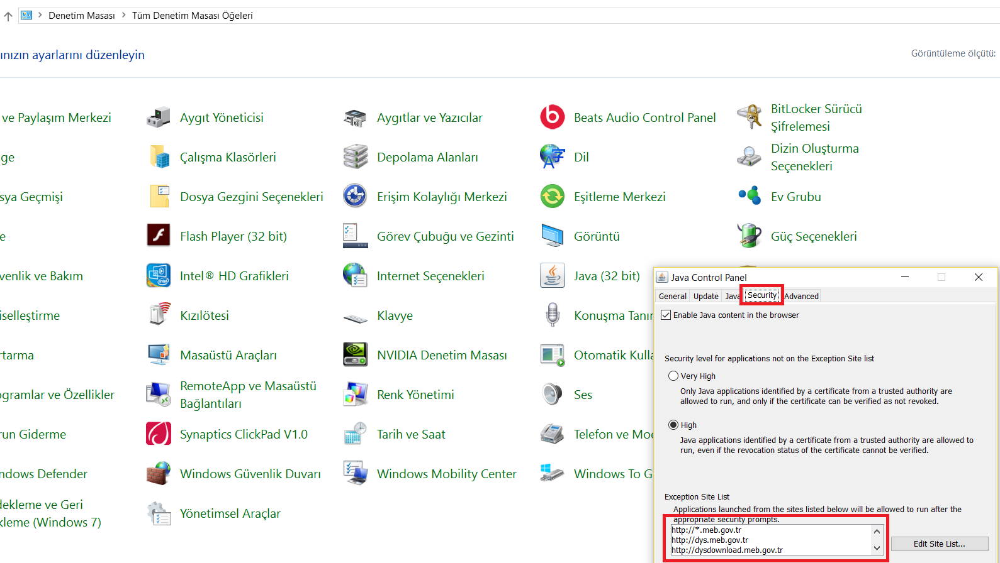 Denetim Masası > Tüm Denetim Masası Öğeleri
ınızın ayarlarını düzenleyin
Görüntüleme ölçütü:
ve Paylaşım Merkezi
Aygıt Yöneticisi
Aygıtlar ve Yazıcılar
Beats Audio Control Panel
BitLocker Sürücü
Şifrelemesi
ge
Çalışma Klasörleri
Depolama Alanları
Dil
Dizin Oluşturma
Seçenekleri
sya Geçmişi
Dosya Gezgini Seçenekleri
Erişim Kolaylığı Merkezi
Eşitleme Merkezi
Ev Grubu
e
Flash Player (32 bit)
Görev Çubuğu ve Gezinti
Görüntü
Güç Seçenekleri
venlik ve Bakım
Intel® HD Grafikleri
Internet Seçenekleri
Java (32 bit)
iselleştirme
Kızılötesi
Klavye
Konuşma Tanır
rtarma
Masaüstü Araçları
NVIDIA Denetim Masası
Otomatik Kulla
ogramlar ve Özellikler
RemoteApp ve Masaüstü
Bağlantıları
Renk Yönetimi
Ses
run Giderme
Synaptics ClickPad V1.0
Tarih ve Saat
Telefon ve Mod
ndows Defender
Windows Güvenlik Duvarı
Windows Mobility Center
Windows To G
dekleme ve Geri
kleme (Windows 7)
Yönetimsel Araçlar
Java Control Panel
General Update Java Security Advanced
Enable Java content in the browser
Security level for applications not on the Exception Site list
Very High
Only Java applications identified by a certificate from a trusted authority are
allowed to run, and only if the certificate can be verified as not revoked.
High
Java applications identified by a certificate from a trusted authority are allowed to
run, even if the revocation status of the certificate cannot be verified.
Exception Site List
Applications launched from the sites listed below will be allowed to run after the
appropriate security prompts.
http://*.meb.gov.tr
http://dys.meb.gov.tr
http://dysdownload.meb.gov.tr
Edit Site List...